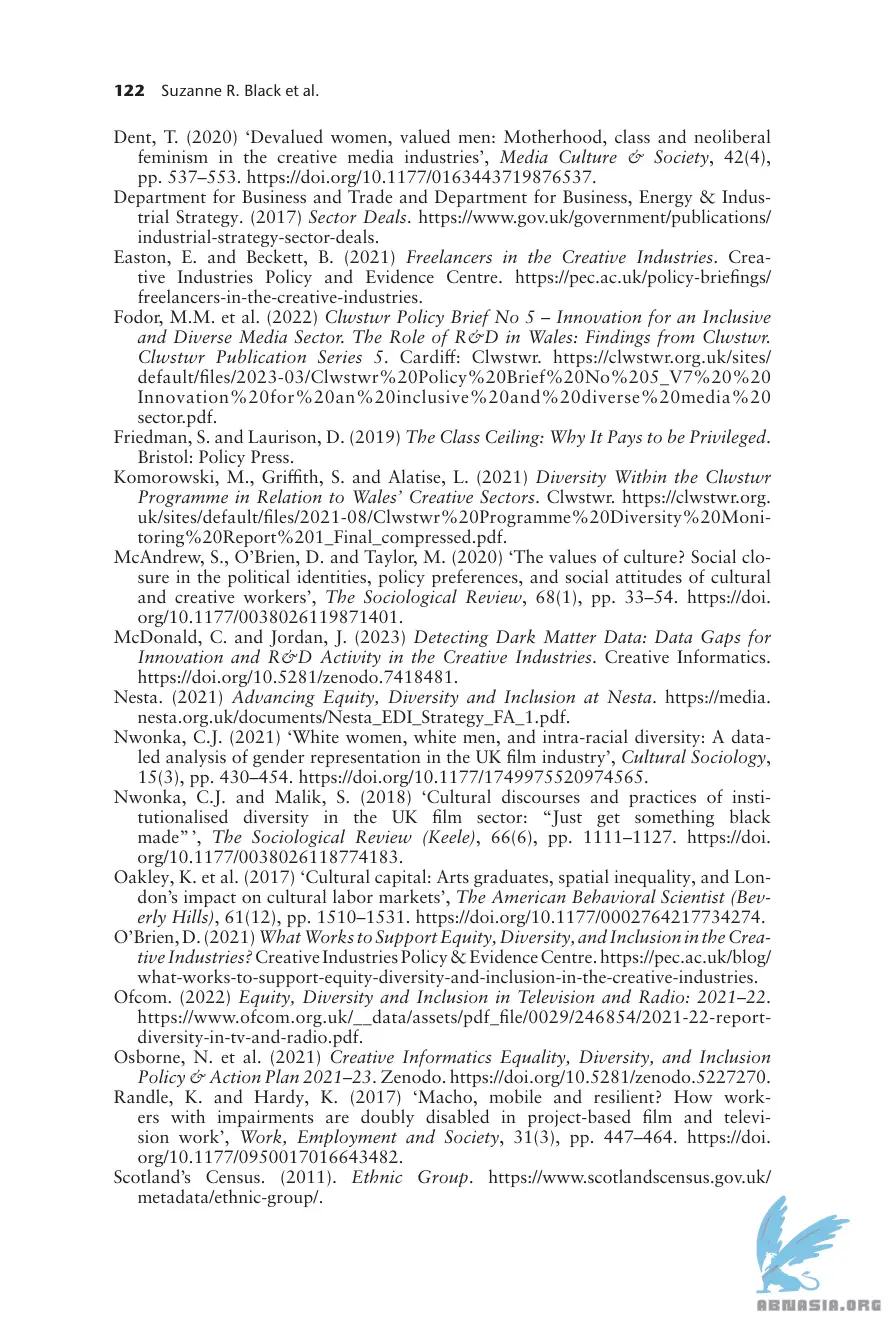 122 Suzanne R. Black et al.
Dent, T. (2020) ‘Devalued women, valued men: Motherhood, class and neoliberal
feminism in the creative media industries’, Media Culture & Society, 42(4),
pp. 537–553. https://doi.org/10.1177/0163443719876537.
Department for Business and Trade and Department for Business, Energy & Indus-
trial Strategy. (2017) Sector Deals. https://www.gov.uk/government/publications/
industrial-strategy-sector-deals.
Easton, E. and Beckett, B. (2021) Freelancers in the Creative Industries. Crea-
tive Industries Policy and Evidence Centre. https://pec.ac.uk/policy-briefings/
freelancers-in-the-creative-industries.
Fodor, M.M. et al. (2022) Clwstwr Policy Brief No 5 – Innovation for an Inclusive
and Diverse Media Sector. The Role of R&D in Wales: Findings from Clwstwr.
Clwstwr Publication Series 5. Cardiff: Clwstwr. https://clwstwr.org.uk/sites/
default/files/2023-03/Clwstwr%20Policy%20Brief%20No%205_V7%20%20
Innovation%20for%20an%20inclusive%20and%20diverse%20media%20
sector.pdf.
Friedman, S. and Laurison, D. (2019) The Class Ceiling: Why It Pays to be Privileged.
Bristol: Policy Press.
Komorowski, M., Griffith, S. and Alatise, L. (2021) Diversity Within the Clwstwr
Programme in Relation to Wales’ Creative Sectors. Clwstwr. https://clwstwr.org.
uk/sites/default/files/2021-08/Clwstwr%20Programme%20Diversity%20Moni-
toring%20Report%201_Final_compressed.pdf.
McAndrew, S., O’Brien, D. and Taylor, M. (2020) ‘The values of culture? Social clo-
sure in the political identities, policy preferences, and social attitudes of cultural
and creative workers’, The Sociological Review, 68(1), pp. 33–54. https://doi.
org/10.1177/0038026119871401.
McDonald, C. and Jordan, J. (2023) Detecting Dark Matter Data: Data Gaps for
Innovation and R&D Activity in the Creative Industries. Creative Informatics.
https://doi.org/10.5281/zenodo.7418481.
Nesta. (2021) Advancing Equity, Diversity and Inclusion at Nesta. https://media.
nesta.org.uk/documents/Nesta_EDI_Strategy_FA_1.pdf.
Nwonka, C.J. (2021) ‘White women, white men, and intra-racial diversity: A data-
led analysis of gender representation in the UK film industry’, Cultural Sociology,
15(3), pp. 430–454. https://doi.org/10.1177/1749975520974565.
Nwonka, C.J. and Malik, S. (2018) ‘Cultural discourses and practices of insti-
tutionalised diversity in the UK film sector: “Just get something black
made” ’, The Sociological Review (Keele), 66(6), pp. 1111–1127. https://doi.
org/10.1177/0038026118774183.
Oakley, K. et al. (2017) ‘Cultural capital: Arts graduates, spatial inequality, and Lon-
don’s impact on cultural labor markets’, The American Behavioral Scientist (Bev-
erly Hills), 61(12), pp. 1510–1531. https://doi.org/10.1177/0002764217734274.
O’Brien, D. (2021) What Works to Support Equity, Diversity, and Inclusion in the Crea-
tive Industries? Creative Industries Policy & Evidence Centre. https://pec.ac.uk/blog/
what-works-to-support-equity-diversity-and-inclusion-in-the-creative-industries.
Ofcom. (2022) Equity, Diversity and Inclusion in Television and Radio: 2021–22.
https://www.ofcom.org.uk/__data/assets/pdf_file/0029/246854/2021-22-report-
diversity-in-tv-and-radio.pdf.
Osborne, N. et al. (2021) Creative Informatics Equality, Diversity, and Inclusion
Policy & Action Plan 2021–23. Zenodo. https://doi.org/10.5281/zenodo.5227270.
Randle, K. and Hardy, K. (2017) ‘Macho, mobile and resilient? How work-
ers with impairments are doubly disabled in project-based film and televi-
sion work’, Work, Employment and Society, 31(3), pp. 447–464. https://doi.
org/10.1177/0950017016643482.
Scotland’s Census. (2011). Ethnic Group. https://www.scotlandscensus.gov.uk/
metadata/ethnic-group/.
ABNASIA.ORG